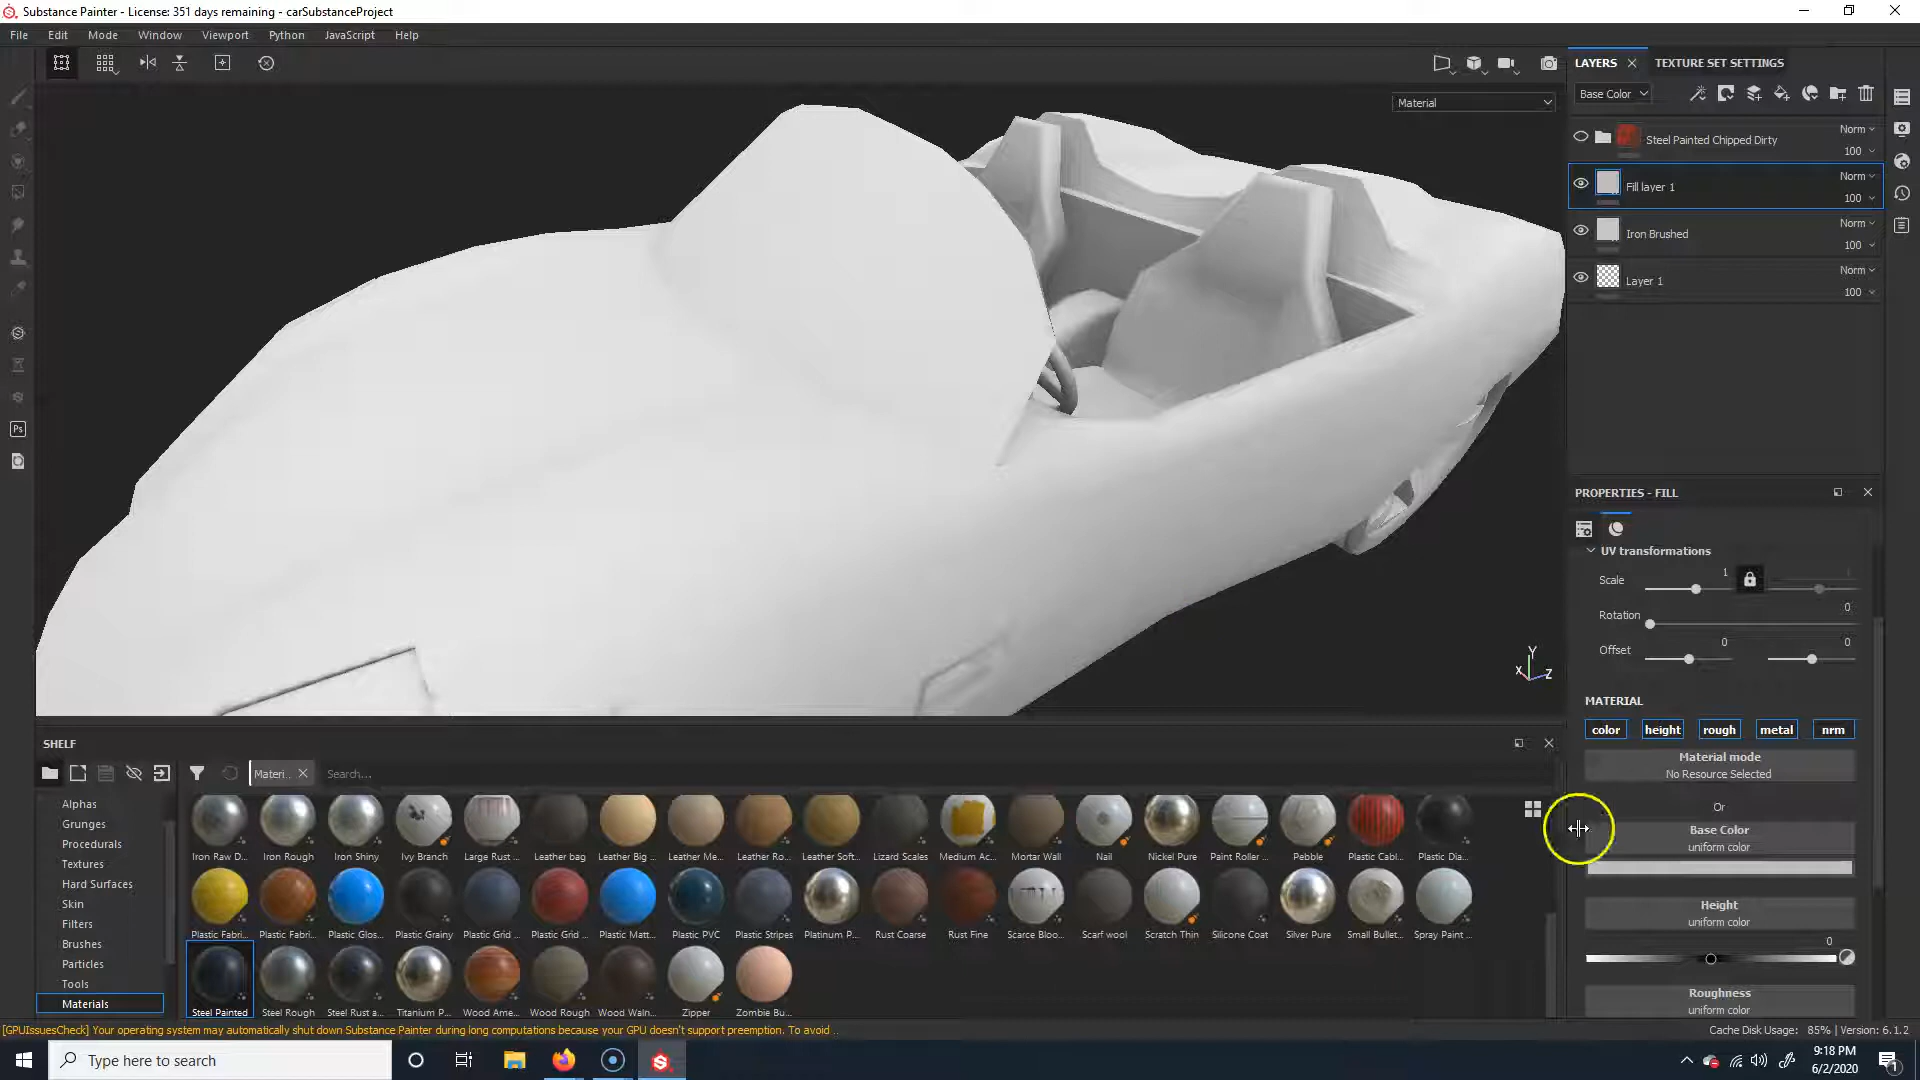 Substance Painter - License: 351 days remaining - carSubstanceProject
File Edit Mode Window Viewport Python JavaScript Help
LAYERS TEXTURE SET SETTINGS
Material
Base Color
Steel Painted Chipped Dirty Norm
100
Fill layer 1 Norm
100
Iron Brushed Norm
100
Layer 1 Norm
100
PROPERTIES - FILL
UV transformations
Scale 1 1
Rotation 0
Offset 0 0
MATERIAL
color height rough metal nrm
Material mode
No Resource Selected
Or
Base Color
uniform color
Height
uniform color
0
Roughness
uniform color
Y
X Z
SHELF
Materi... Search...
Alphas
Grunges
Procedurals
Textures
Hard Surfaces
Skin
Filters
Brushes
Particles
Tools
Materials
Iron Raw D... Iron Rough Iron Shiny Ivy Branch Large Rust ... Leather bag Leather Big ... Leather Me... Leather Ro... Leather Soft... Lizard Scales Medium Ac... Mortar Wall Nail Nickel Pure Paint Roller ... Pebble Plastic Cabl... Plastic Dia...
Plastic Fabri... Plastic Fabri... Plastic Glos... Plastic Grainy Plastic Grid ... Plastic Grid ... Plastic Matt... Plastic PVC Plastic Stripes Platinum P... Rust Coarse Rust Fine Scarce Bloo... Scarf wool Scratch Thin Silicone Coat Silver Pure Small Bullet... Spray Paint ...
Steel Painted Steel Rough Steel Rust a... Titanium P... Wood Ame... Wood Rough Wood Waln... Zipper Zombie Bu...
[GPUIssuesCheck] Your operating system may automatically shut down Substance Painter during long computations because your GPU doesn't support preemption. To avoid ..
Cache Disk Usage: 85% | Version: 6.1.2
Ps
Type here to search
9:18 PM
6/2/2020
1